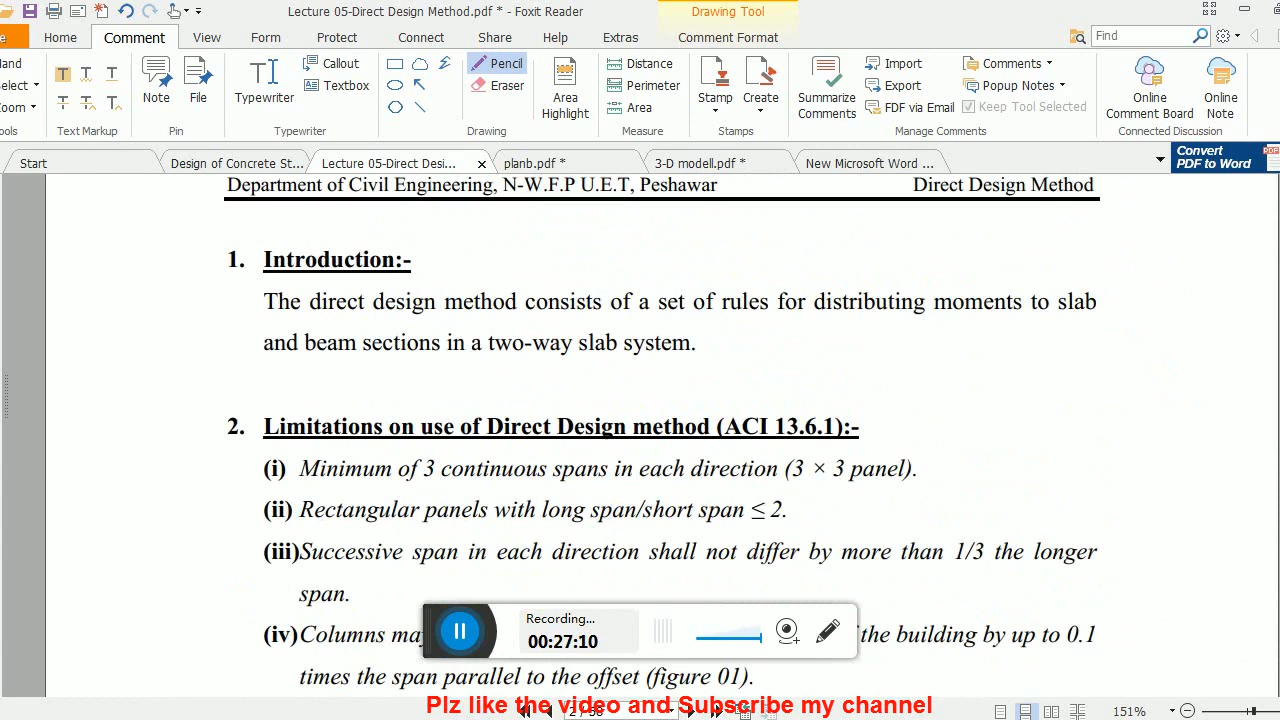 Lecture 05-Direct Design Method.pdf * - Foxit Reader
Drawing Tool
Home Comment View Form Protect Connect Share Help Extras Comment Format Find
Note File Typewriter Callout Textbox Pencil Eraser Area Highlight Distance Perimeter Area Stamp Create Summarize Comments Import Export FDF via Email Comments Popup Notes Keep Tool Selected Online Comment Board Online Note
Text Markup Pin Typewriter Drawing Measure Stamps Manage Comments Connected Discussion
Start Design of Concrete St... Lecture 05-Direct Desi... planb.pdf * 3-D modell.pdf * New Microsoft Word ... Convert PDF to Word
Department of Civil Engineering, N-W.F.P U.E.T, Peshawar Direct Design Method
1. Introduction:-
The direct design method consists of a set of rules for distributing moments to slab
and beam sections in a two-way slab system.
2. Limitations on use of Direct Design method (ACI 13.6.1):-
(i) Minimum of 3 continuous spans in each direction (3 × 3 panel).
(ii) Rectangular panels with long span/short span ≤ 2.
(iii)Successive span in each direction shall not differ by more than 1/3 the longer
span.
(iv)Columns the building by up to 0.1
Recording...
00:27:10
times the span parallel to the offset (figure 01).
Plz like the video and Subscribe my channel
151%